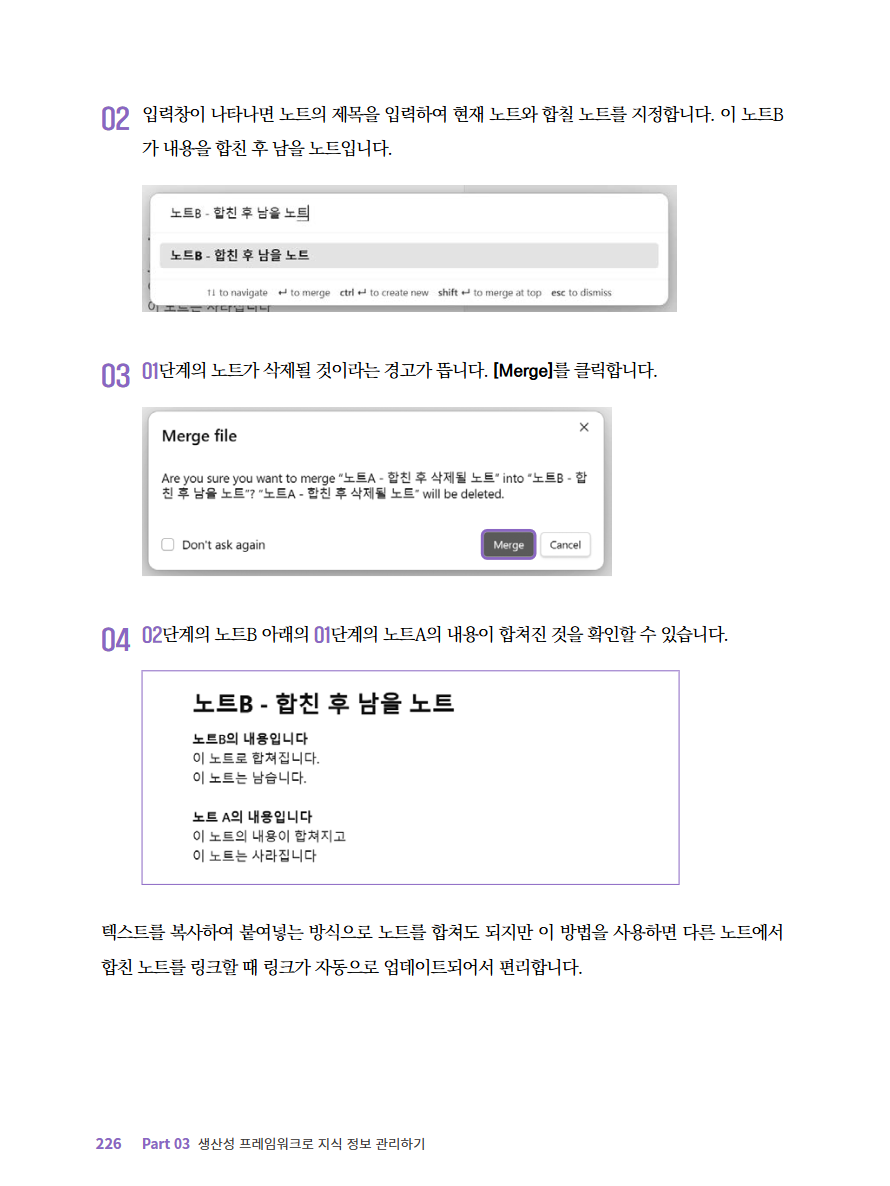 02 입력창이 나타나면 노트의 제목을 입력하여 현재 노트와 합칠 노트를 지정합니다. 이 노트B
가 내용을 합친 후 남을 노트입니다.
노트B - 합친 후 남을 노트
노트B - 합친 후 남을 노트
↑↓ to navigate ↵ to merge ctrl ↵ to create new shift ↵ to merge at top esc to dismiss
이 노트는 사라집니다
03 01단계의 노트가 삭제될 것이라는 경고가 뜹니다. [Merge]를 클릭합니다.
Merge file
Are you sure you want to merge “노트A - 합친 후 삭제될 노트” into “노트B - 합
친 후 남을 노트”? “노트A - 합친 후 삭제될 노트” will be deleted.
Don't ask again Merge Cancel
04 02단계의 노트B 아래의 01단계의 노트A의 내용이 합쳐진 것을 확인할 수 있습니다.
노트B - 합친 후 남을 노트
노트B의 내용입니다
이 노트로 합쳐집니다.
이 노트는 남습니다.
노트 A의 내용입니다
이 노트의 내용이 합쳐지고
이 노트는 사라집니다
텍스트를 복사하여 붙여넣는 방식으로 노트를 합쳐도 되지만 이 방법을 사용하면 다른 노트에서
합친 노트를 링크할 때 링크가 자동으로 업데이트되어서 편리합니다.
226 Part 03 생산성 프레임워크로 지식 정보 관리하기